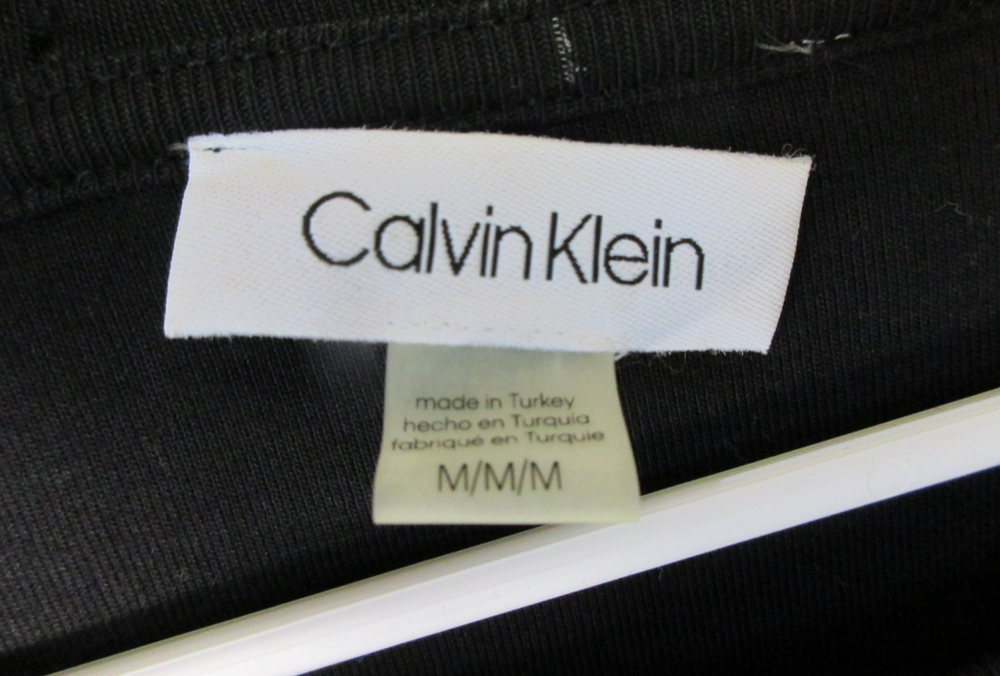 Calvin Klein
made in Turkey
hecho en Turquia
fabriqué en Turquie
M/M/M